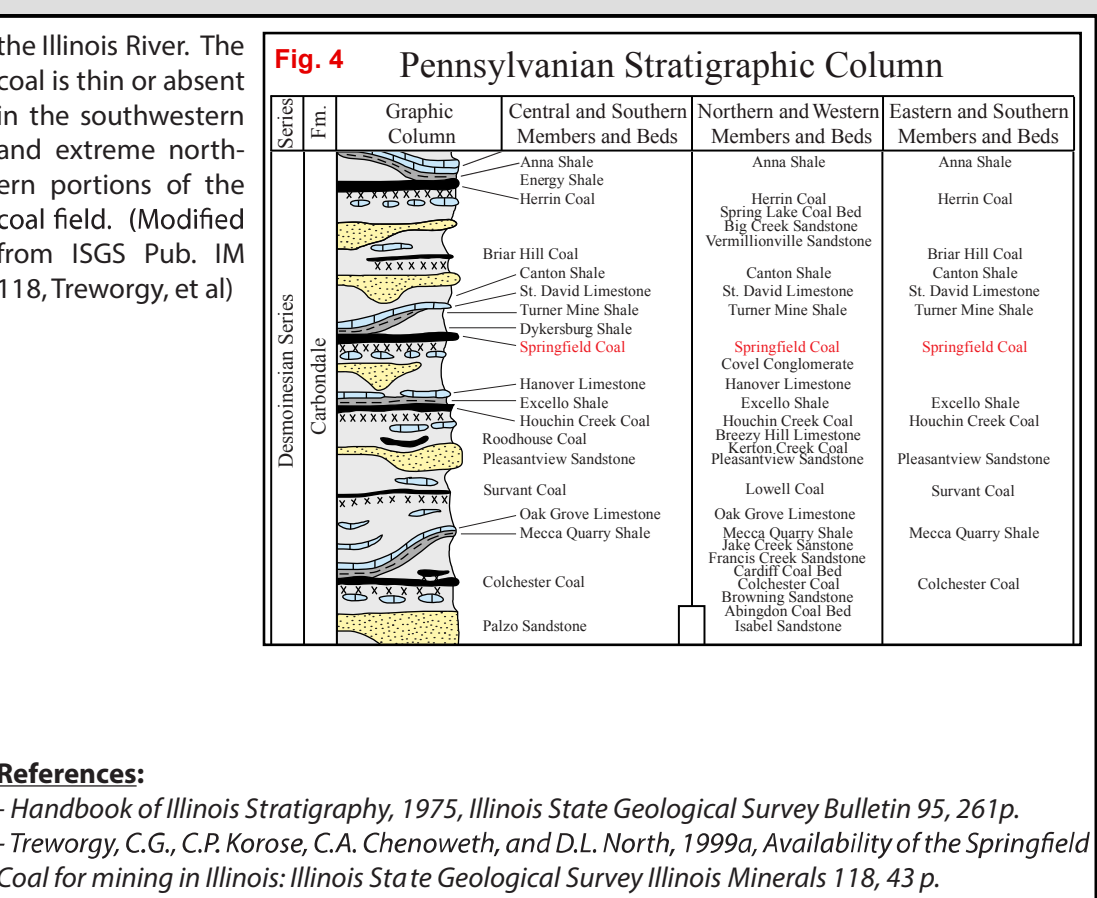 the Illinois River. The
coal is thin or absent
in the southwestern
and extreme north-
ern portions of the
coal field. (Modified
from ISGS Pub. IM
118, Treworgy, et al)
Fig. 4
Pennsylvanian Stratigraphic Column
Series
Fm.
Graphic
Column
Central and Southern
Members and Beds
Northern and Western
Members and Beds
Eastern and Southern
Members and Beds
Desmoinesian Series
Carbondale
Anna Shale
Energy Shale
Herrin Coal
Briar Hill Coal
Canton Shale
St. David Limestone
Turner Mine Shale
Dykersburg Shale
Springfield Coal
Hanover Limestone
Excello Shale
Houchin Creek Coal
Roodhouse Coal
Pleasantview Sandstone
Survant Coal
Oak Grove Limestone
Mecca Quarry Shale
Colchester Coal
Palzo Sandstone
Anna Shale
Herrin Coal
Spring Lake Coal Bed
Big Creek Sandstone
Vermillionville Sandstone
Canton Shale
St. David Limestone
Turner Mine Shale
Springfield Coal
Covel Conglomerate
Hanover Limestone
Excello Shale
Houchin Creek Coal
Breezy Hill Limestone
Kerton Creek Coal
Pleasantview Sandstone
Lowell Coal
Oak Grove Limestone
Mecca Quarry Shale
Jake Creek Sanstone
Francis Creek Sandstone
Cardiff Coal Bed
Colchester Coal
Browning Sandstone
Abingdon Coal Bed
Isabel Sandstone
Anna Shale
Herrin Coal
Briar Hill Coal
Canton Shale
St. David Limestone
Turner Mine Shale
Springfield Coal
Excello Shale
Houchin Creek Coal
Pleasantview Sandstone
Survant Coal
Mecca Quarry Shale
Colchester Coal
References:
- Handbook of Illinois Stratigraphy, 1975, Illinois State Geological Survey Bulletin 95, 261p.
- Treworgy, C.G., C.P. Korose, C.A. Chenoweth, and D.L. North, 1999a, Availability of the Springfield
Coal for mining in Illinois: Illinois State Geological Survey Illinois Minerals 118, 43 p.